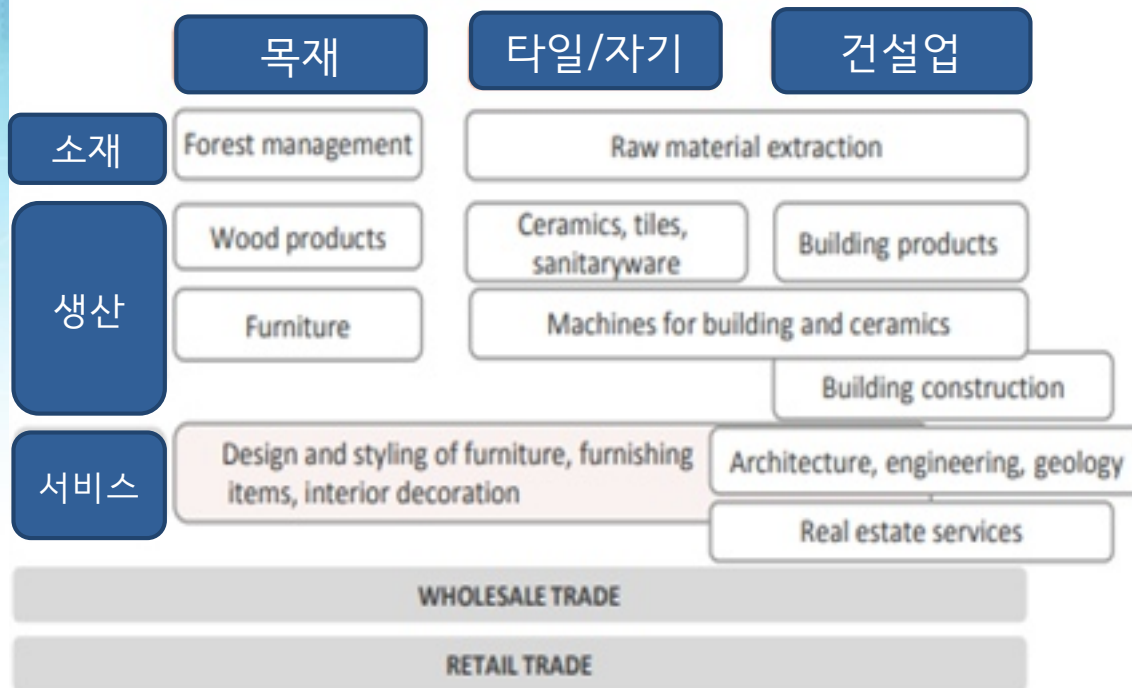 목재
타일/자기
건설업
소재
Forest management
Raw material extraction
생산
Wood products
Ceramics, tiles,
sanitaryware
Building products
Furniture
Machines for building and ceramics
Building construction
서비스
Design and styling of furniture, furnishing
items, interior decoration
Architecture, engineering, geology
Real estate services
WHOLESALE TRADE
RETAIL TRADE